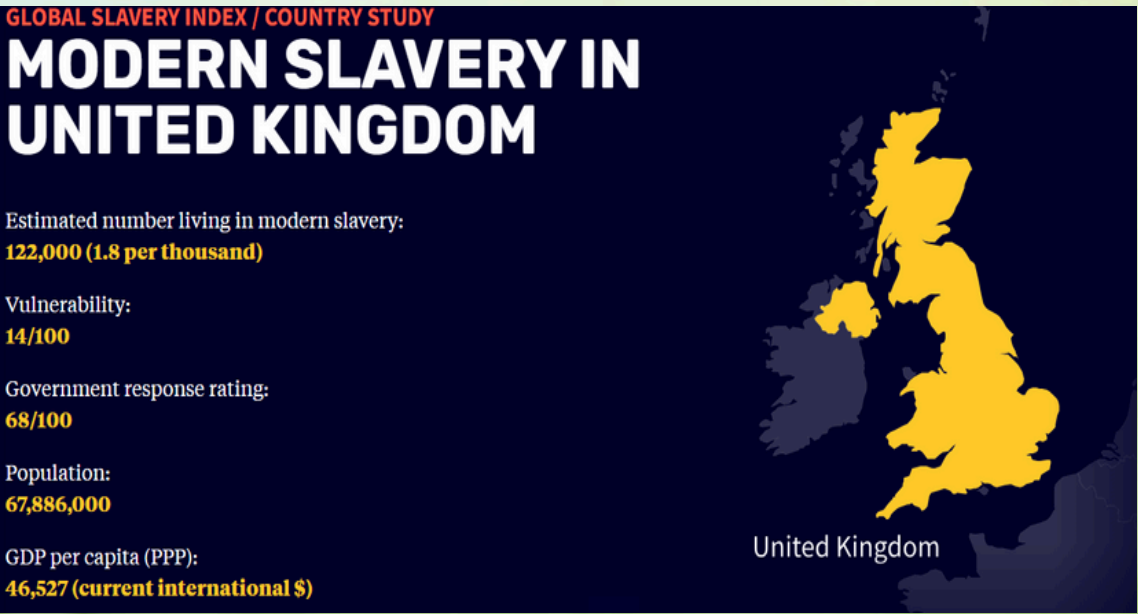 GLOBAL SLAVERY INDEX / COUNTRY STUDY
MODERN SLAVERY IN
UNITED KINGDOM
Estimated number living in modern slavery:
122,000 (1.8 per thousand)
Vulnerability:
14/100
Government response rating:
68/100
Population:
67,886,000
GDP per capita (PPP):
46,527 (current international $)
United Kingdom